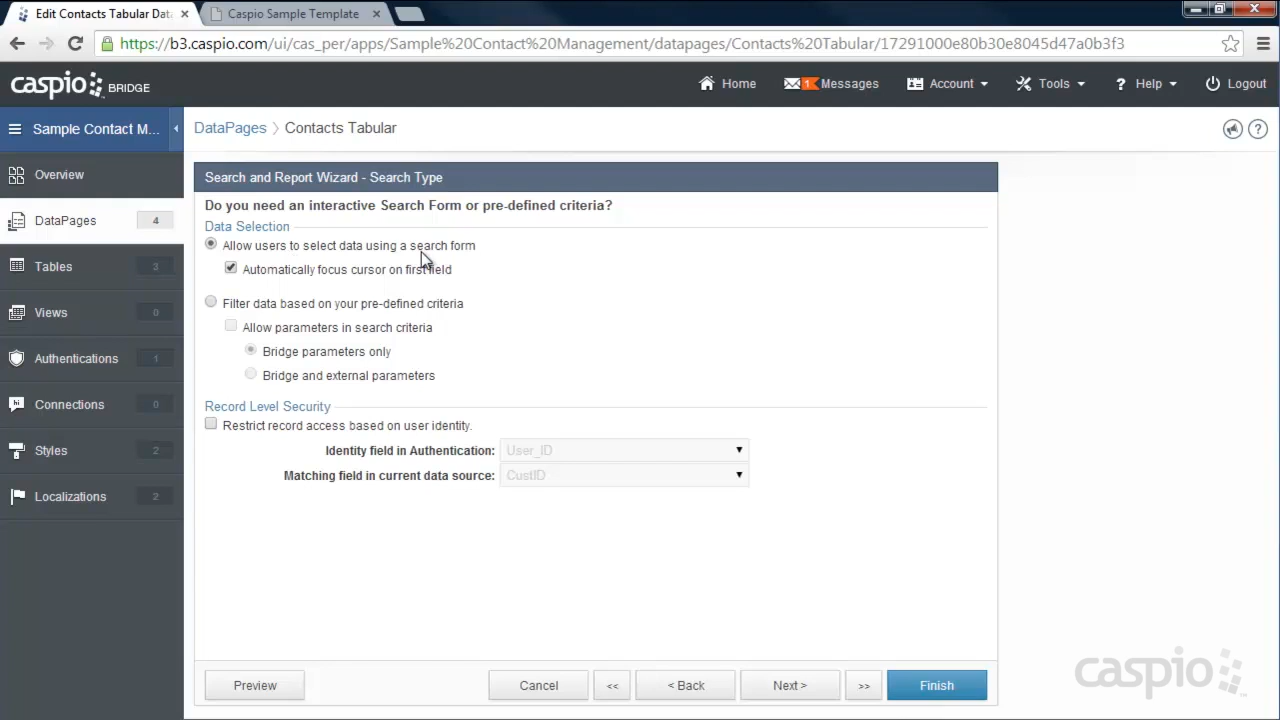 Edit Contacts Tabular Dat
Caspio Sample Template
https://b3.caspio.com/ui/cas_per/apps/Sample%20Contact%20Management/datapages/Contacts%20Tabular/17291000e80b30e8045d47a0b3f3
caspio BRIDGE
Home
1 Messages
Account
Tools
? Help
Logout
Sample Contact M...
DataPages 〉 Contacts Tabular
?
Overview
DataPages 4
Tables 3
Views 0
Authentications 1
Connections 0
Styles 2
Localizations 2
Search and Report Wizard - Search Type
Do you need an interactive Search Form or pre-defined criteria?
Data Selection
Allow users to select data using a search form
Automatically focus cursor on first field
Filter data based on your pre-defined criteria
Allow parameters in search criteria
Bridge parameters only
Bridge and external parameters
Record Level Security
Restrict record access based on user identity.
Identity field in Authentication: User_ID
Matching field in current data source: CustID
Preview
Cancel
<<
< Back
Next >
>>
Finish
caspio